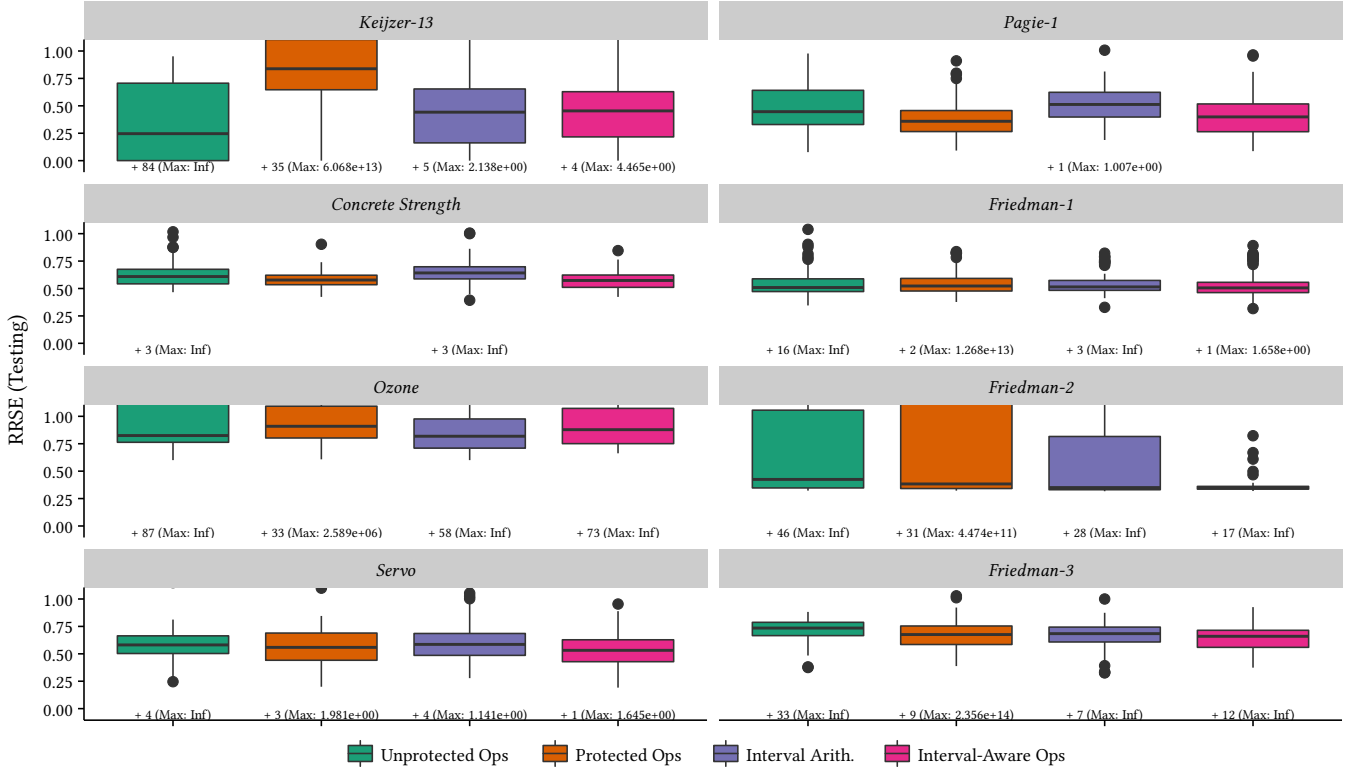 Keijzer-13
Pagie-1
1.00
0.75
0.50
0.25
0.00
+ 84 (Max: Inf)
+ 35 (Max: 6.068e+13)
+ 5 (Max: 2.138e+00)
+ 4 (Max: 4.465e+00)
+ 1 (Max: 1.007e+00)
Concrete Strength
Friedman-1
1.00
0.75
0.50
0.25
0.00
+ 3 (Max: Inf)
+ 3 (Max: Inf)
+ 16 (Max: Inf)
+ 2 (Max: 1.268e+13)
+ 3 (Max: Inf)
+ 1 (Max: 1.658e+00)
RRSE (Testing)
Ozone
Friedman-2
1.00
0.75
0.50
0.25
0.00
+ 87 (Max: Inf)
+ 33 (Max: 2.589e+06)
+ 58 (Max: Inf)
+ 73 (Max: Inf)
+ 46 (Max: Inf)
+ 31 (Max: 4.474e+11)
+ 28 (Max: Inf)
+ 17 (Max: Inf)
Servo
Friedman-3
1.00
0.75
0.50
0.25
0.00
+ 4 (Max: Inf)
+ 3 (Max: 1.981e+00)
+ 4 (Max: 1.141e+00)
+ 1 (Max: 1.645e+00)
+ 33 (Max: Inf)
+ 9 (Max: 2.356e+14)
+ 7 (Max: Inf)
+ 12 (Max: Inf)
Unprotected Ops
Protected Ops
Interval Arith.
Interval-Aware Ops